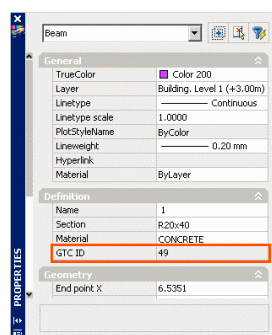 Beam
General
TrueColor Color 200
Layer Building. Level 1 (+3.00m)
Linetype Continuous
Linetype scale 1.0000
PlotStyleName ByColor
Lineweight 0.20 mm
Hyperlink
Material ByLayer
Definition
Name 1
Section R20x40
Material CONCRETE
GTC ID 49
Geometry
End point X 6.5351
PROPERTIES